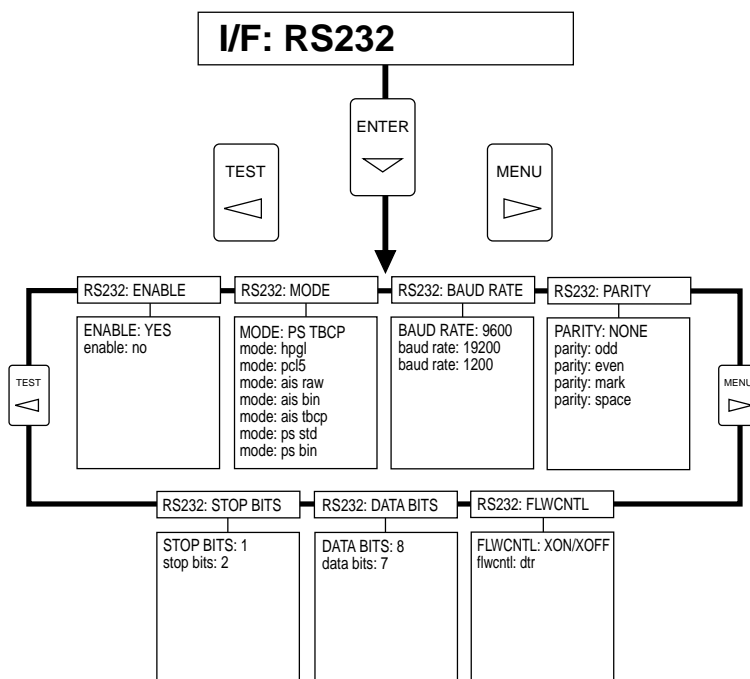 I/F: RS232
ENTER
TEST
MENU
RS232: ENABLE
RS232: MODE
RS232: BAUD RATE
RS232: PARITY
ENABLE: YES
enable: no
MODE: PS TBCP
mode: hpgl
mode: pcl5
mode: ais raw
mode: ais bin
mode: ais tbcp
mode: ps std
mode: ps bin
BAUD RATE: 9600
baud rate: 19200
baud rate: 1200
PARITY: NONE
parity: odd
parity: even
parity: mark
parity: space
TEST
MENU
RS232: STOP BITS
RS232: DATA BITS
RS232: FLWCNTL
STOP BITS: 1
stop bits: 2
DATA BITS: 8
data bits: 7
FLWCNTL: XON/XOFF
flwcntl: dtr